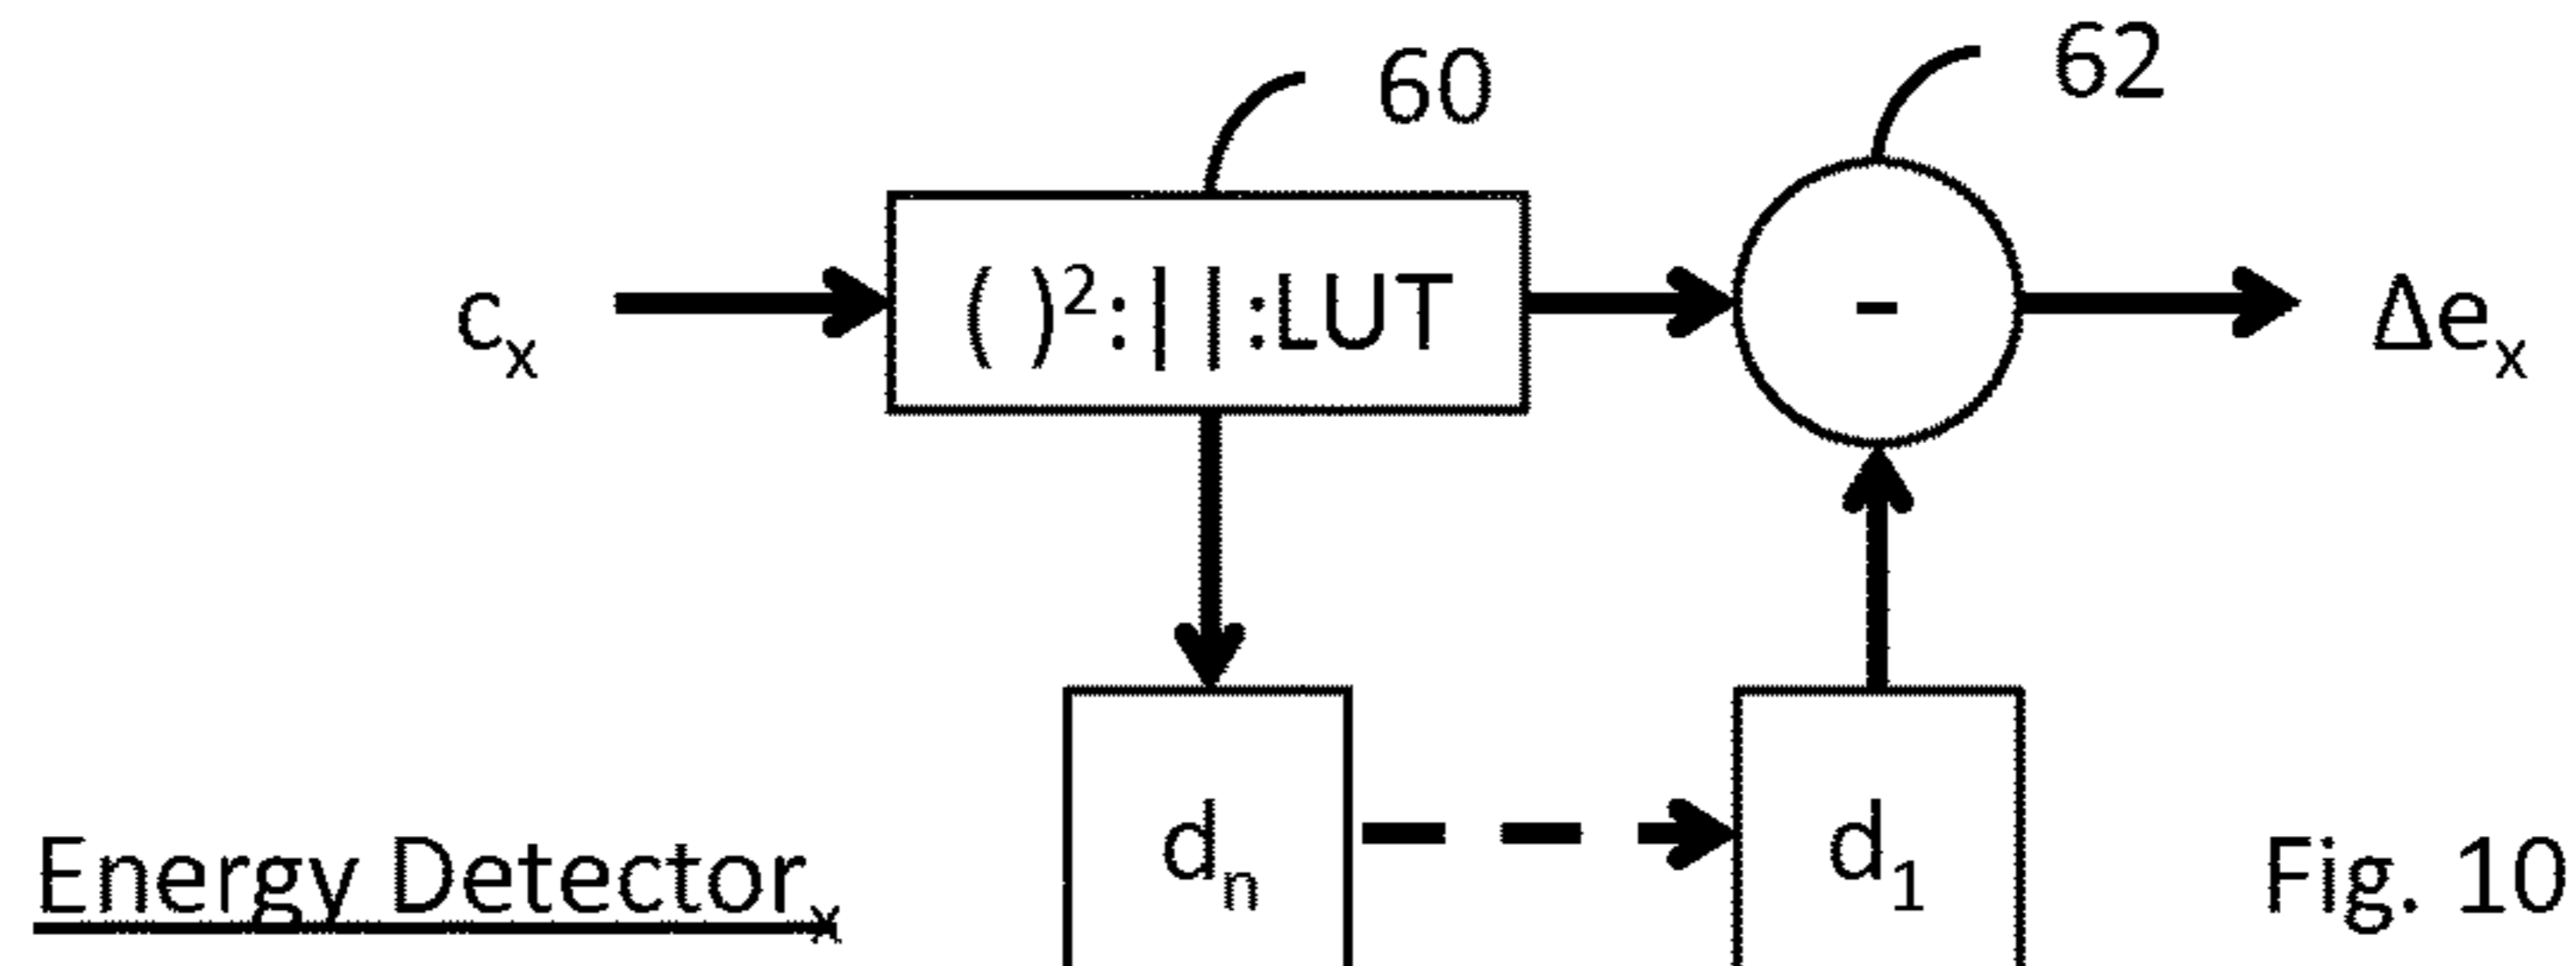 60
62
cₓ
( )²:| |:LUT
-
Δeₓ
dₙ
d₁
Energy Detectorₓ
Fig. 10